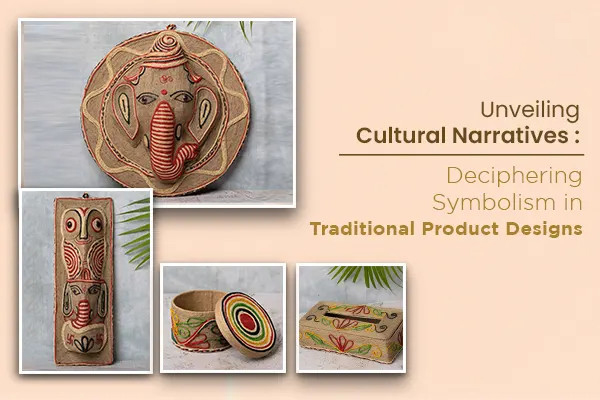 Unveiling
Cultural Narratives :
Deciphering
Symbolism in
Traditional Product Designs